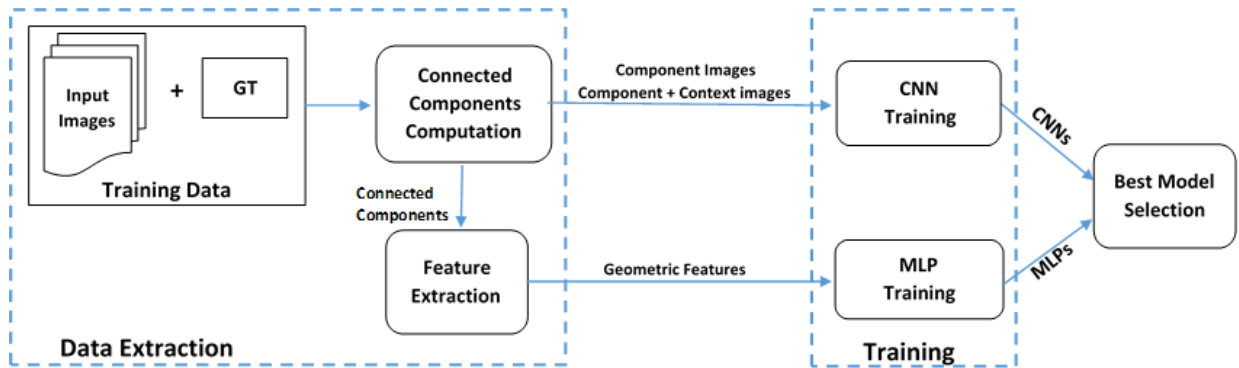 Input
Images
+
GT
Training Data
Connected
Components
Computation
Connected
Components
Feature
Extraction
Data Extraction
Component Images
Component + Context images
Geometric Features
CNN
Training
MLP
Training
Training
CNNs
MLPs
Best Model
Selection